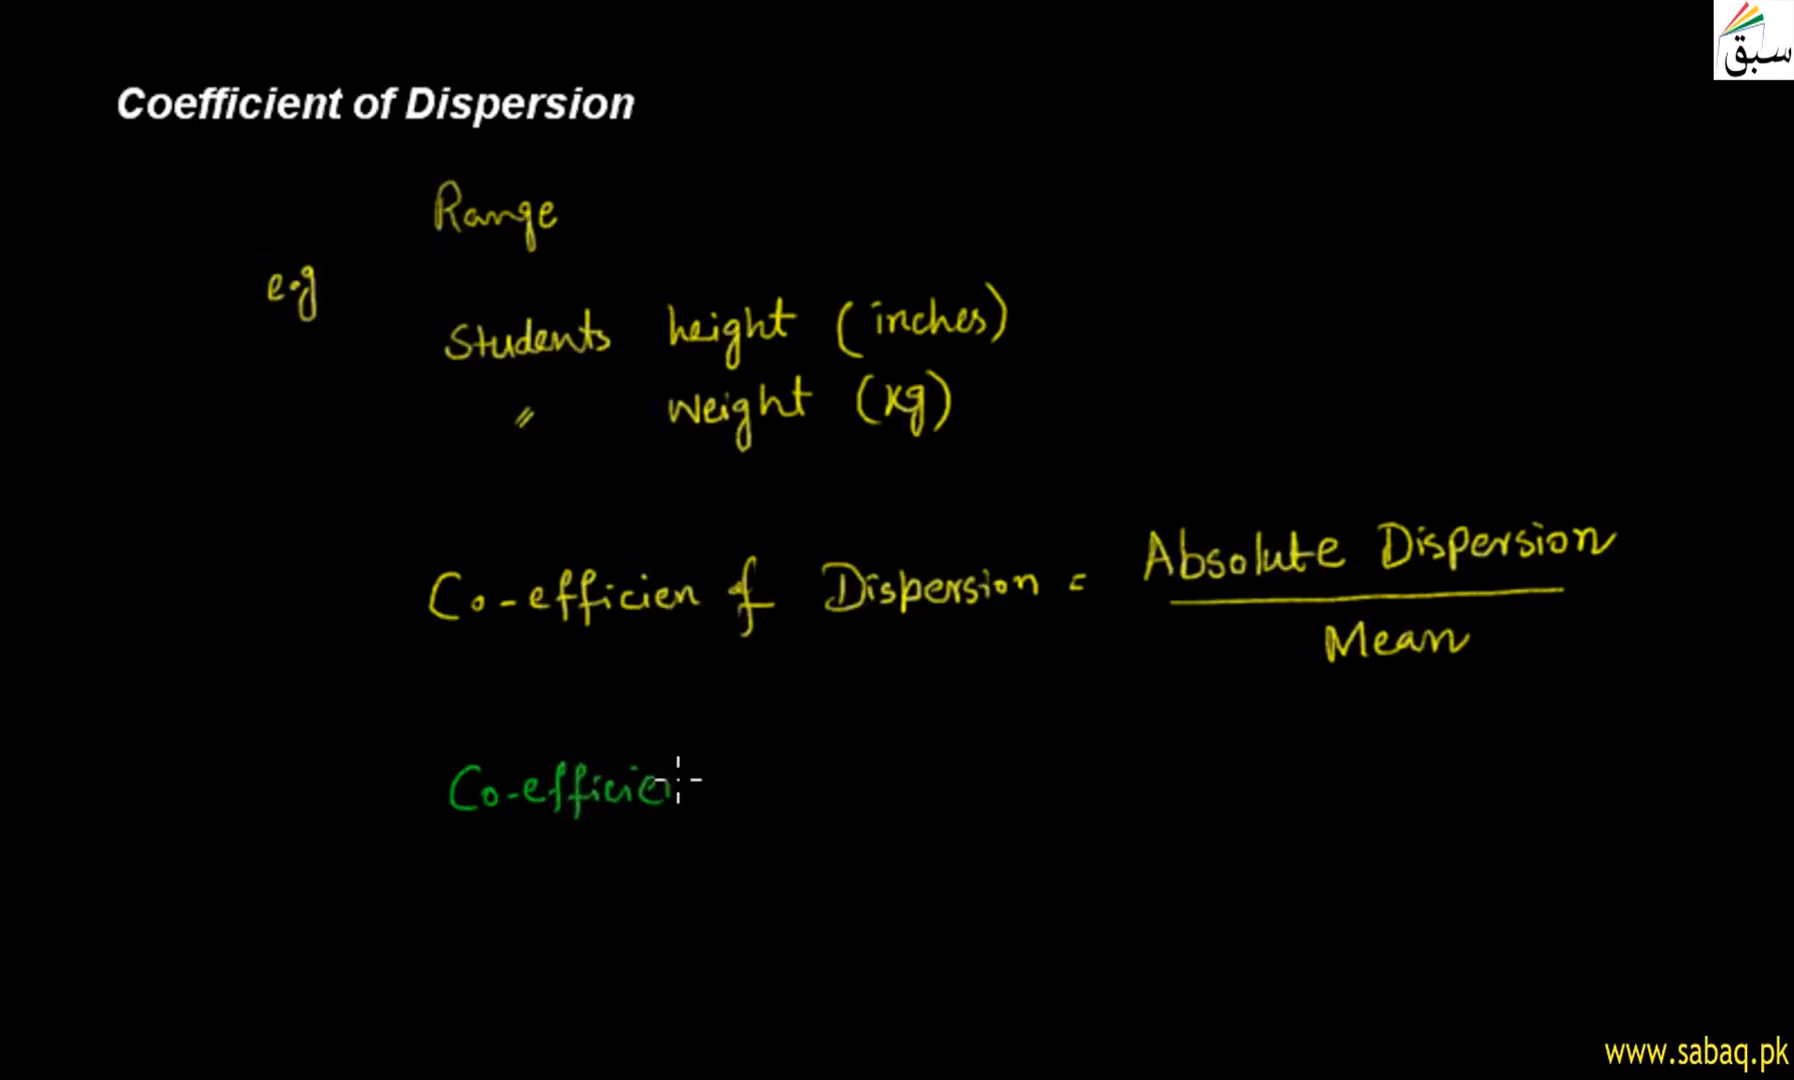 سبق
Coefficient of Dispersion
Range
e.g
Students height (inches)
〃 Weight (Kg)
Co-efficien of Dispersion = Absolute Dispersion
Mean
Co-efficie
www.sabaq.pk